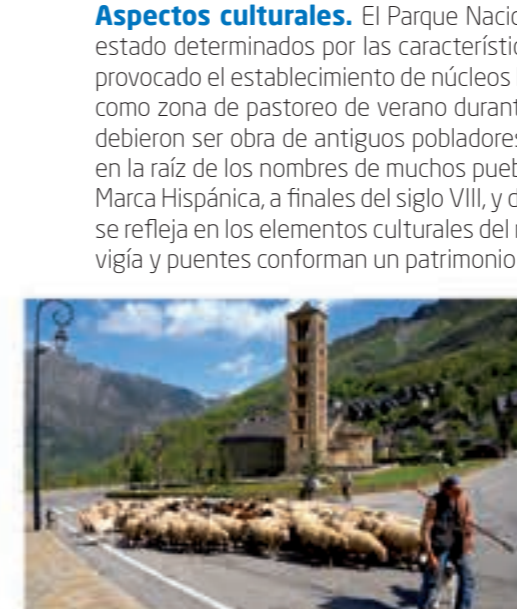 Aspectos culturales. El Parque Nacio
estado determinados por las característic
provocado el establecimiento de núcleos
como zona de pastoreo de verano durant
debieron ser obra de antiguos pobladores
en la raíz de los nombres de muchos pueb
Marca Hispánica, a finales del siglo VIII, y d
se refleja en los elementos culturales del r
vigía y puentes conforman un patrimonio